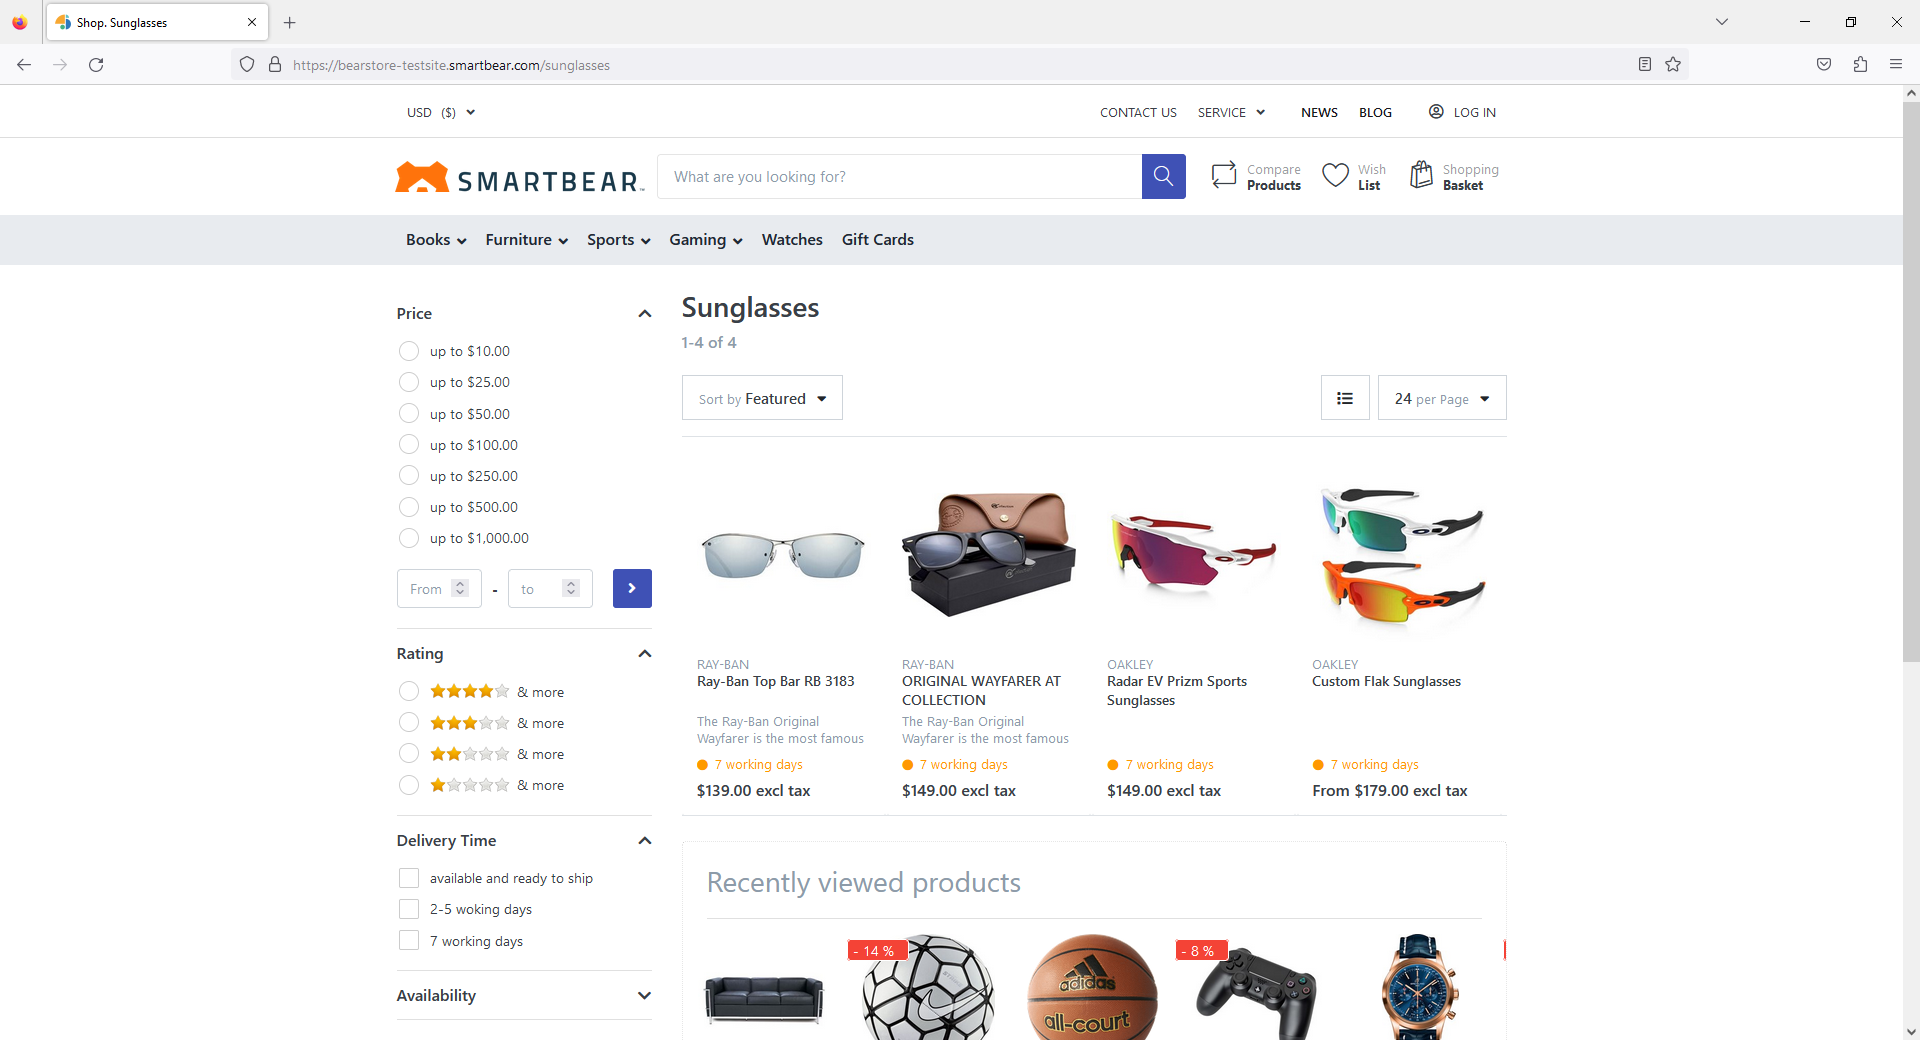 Shop. Sunglasses
https://bearstore-testsite.smartbear.com/sunglasses
USD ($)
CONTACT US SERVICE NEWS BLOG LOG IN
SMARTBEAR
What are you looking for?
Compare Products
Wish List
Shopping Basket
Books Furniture Sports Gaming Watches Gift Cards
Price
up to $10.00
up to $25.00
up to $50.00
up to $100.00
up to $250.00
up to $500.00
up to $1,000.00
From - to
Rating
& more
& more
& more
& more
Delivery Time
available and ready to ship
2-5 woking days
7 working days
Availability
Sunglasses
1-4 of 4
Sort by Featured
24 per Page
RAY-BAN
Ray-Ban Top Bar RB 3183
The Ray-Ban Original
Wayfarer is the most famous
7 working days
$139.00 excl tax
RAY-BAN
ORIGINAL WAYFARER AT
COLLECTION
The Ray-Ban Original
Wayfarer is the most famous
7 working days
$149.00 excl tax
OAKLEY
Radar EV Prizm Sports
Sunglasses
7 working days
$149.00 excl tax
OAKLEY
Custom Flak Sunglasses
7 working days
From $179.00 excl tax
Recently viewed products
- 14 %
adidas
all-court
- 8 %